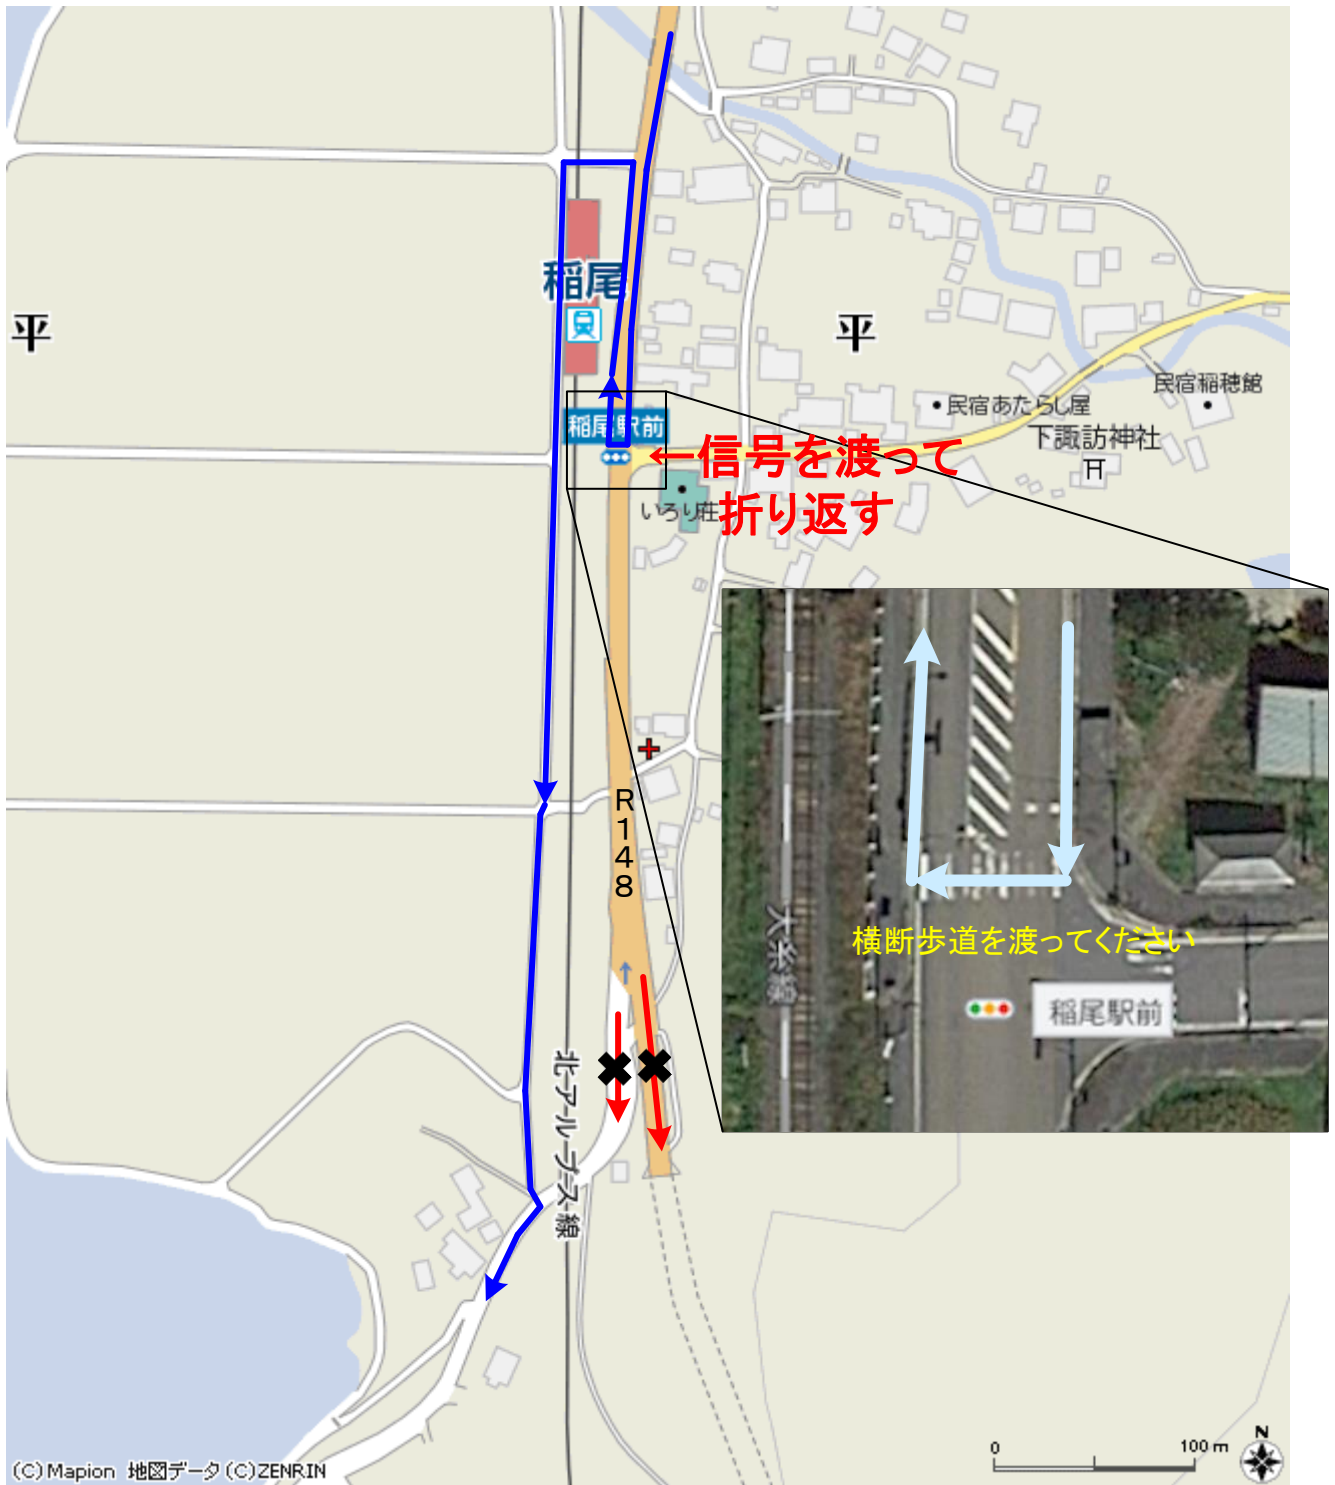 稲尾
平
平
民宿稲穂館
民宿あたらし屋
下諏訪神社
稲尾駅前
←信号を渡って
折り返す
いろり荘
R148
大糸線
横断歩道を渡ってください
稲尾駅前
北アルプス線
0
100 m
N
(C)Mapion 地図データ(C)ZENRIN